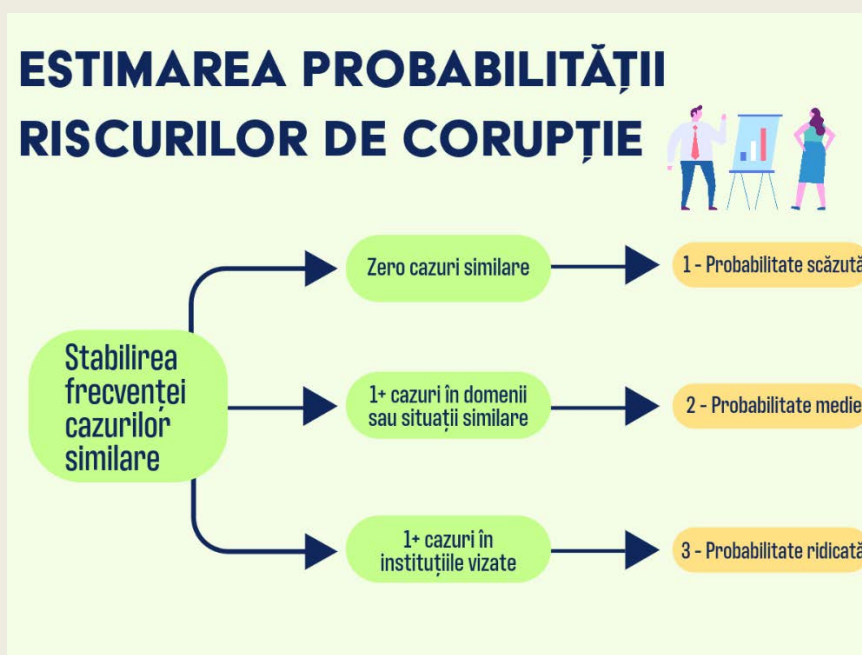 ESTIMAREA PROBABILITĂȚII
RISCURILOR DE CORUPȚIE
Zero cazuri similare
1 - Probabilitate scăzută
Stabilirea
frecvenței
cazurilor
similare
1+ cazuri în domenii
sau situații similare
2 - Probabilitate medie
1+ cazuri în
instituțiile vizate
3 - Probabilitate ridicată